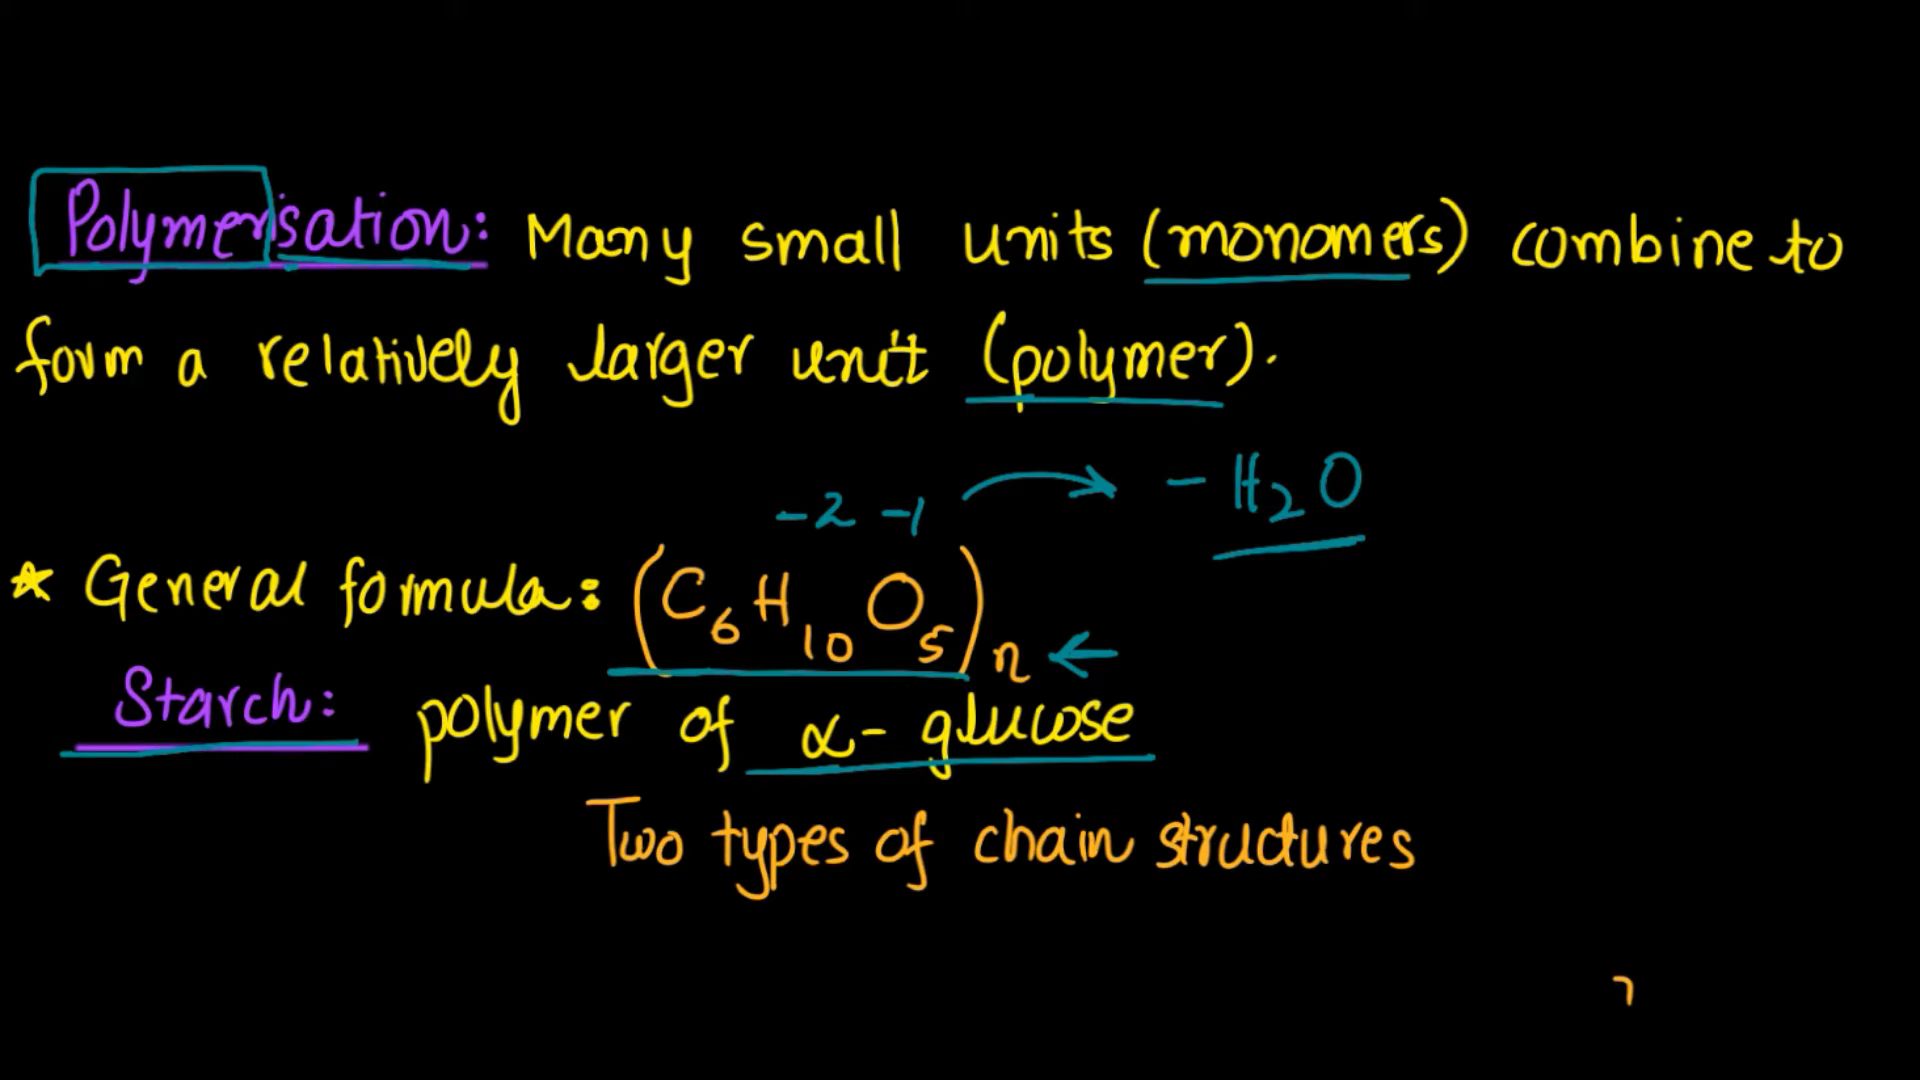 Polymerisation: Many small units (monomers) combine to
form a relatively larger unit (polymer).
-2 -1 → - H₂O
☆ General formula: (C₆H₁₀O₅)n ←
Starch: polymer of α- glucose
Two types of chain structures